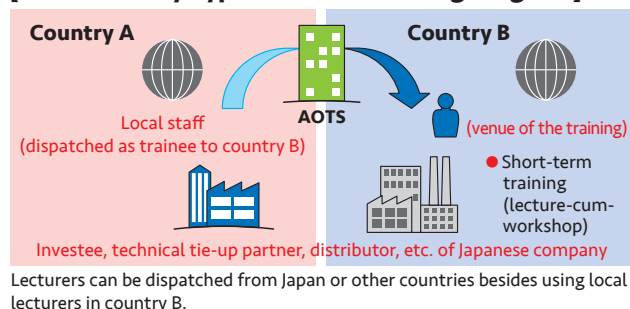 Country A
Country B
AOTS
Local staff
(dispatched as trainee to country B)
(venue of the training)
● Short-term
training
(lecture-cum-
workshop)
Investee, technical tie-up partner, distributor, etc. of Japanese company
Lecturers can be dispatched from Japan or other countries besides using local
lecturers in country B.